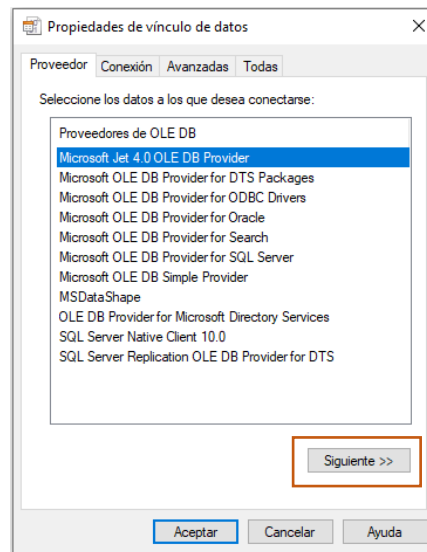 Propiedades de vínculo de datos
Proveedor Conexión Avanzadas Todas
Seleccione los datos a los que desea conectarse:
Proveedores de OLE DB
Microsoft Jet 4.0 OLE DB Provider
Microsoft OLE DB Provider for DTS Packages
Microsoft OLE DB Provider for ODBC Drivers
Microsoft OLE DB Provider for Oracle
Microsoft OLE DB Provider for Search
Microsoft OLE DB Provider for SQL Server
Microsoft OLE DB Simple Provider
MSDataShape
OLE DB Provider for Microsoft Directory Services
SQL Server Native Client 10.0
SQL Server Replication OLE DB Provider for DTS
Siguiente >>
Aceptar Cancelar Ayuda